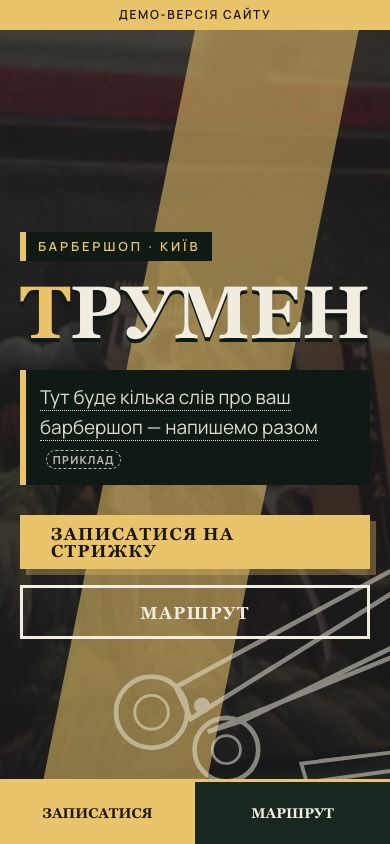 ДЕМО-ВЕРСІЯ САЙТУ
БАРБЕРШОП · КИЇВ
ТРУМЕН
Тут буде кілька слів про ваш
барбершоп — напишемо разом
ПРИКЛАД
ЗАПИСАТИСЯ НА
СТРИЖКУ
МАРШРУТ
ЗАПИСАТИСЯ
МАРШРУТ